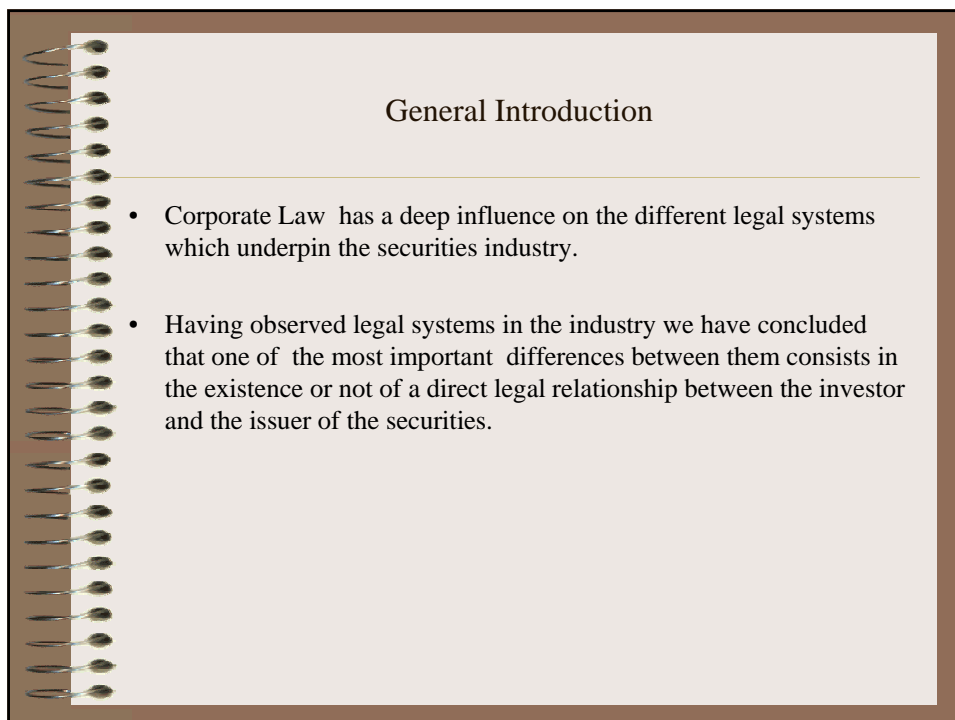 General Introduction
• Corporate Law  has a deep influence on the different legal systems
which underpin the securities industry.
• Having observed legal systems in the industry we have concluded
that one of  the most important  differences between them consists in
the existence or not of a direct legal relationship between the investor
and the issuer of the securities.